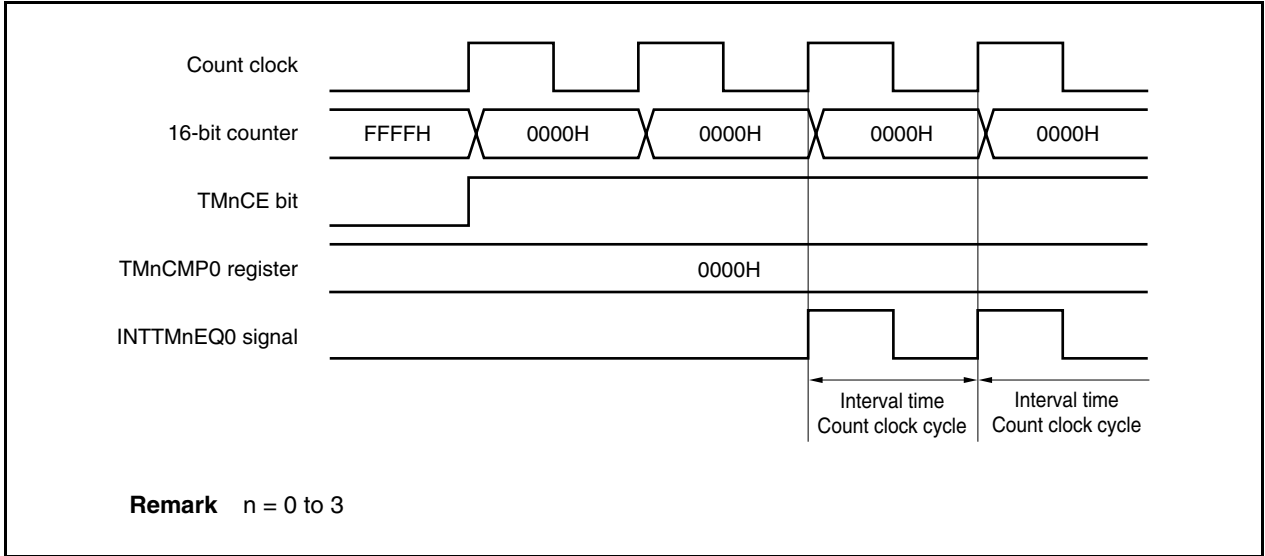 Count clock
16-bit counter FFFFH 0000H 0000H 0000H 0000H
TMnCE bit
TMnCMP0 register 0000H
INTTMnEQ0 signal
Interval time Interval time
Count clock cycle Count clock cycle
Remark n = 0 to 3